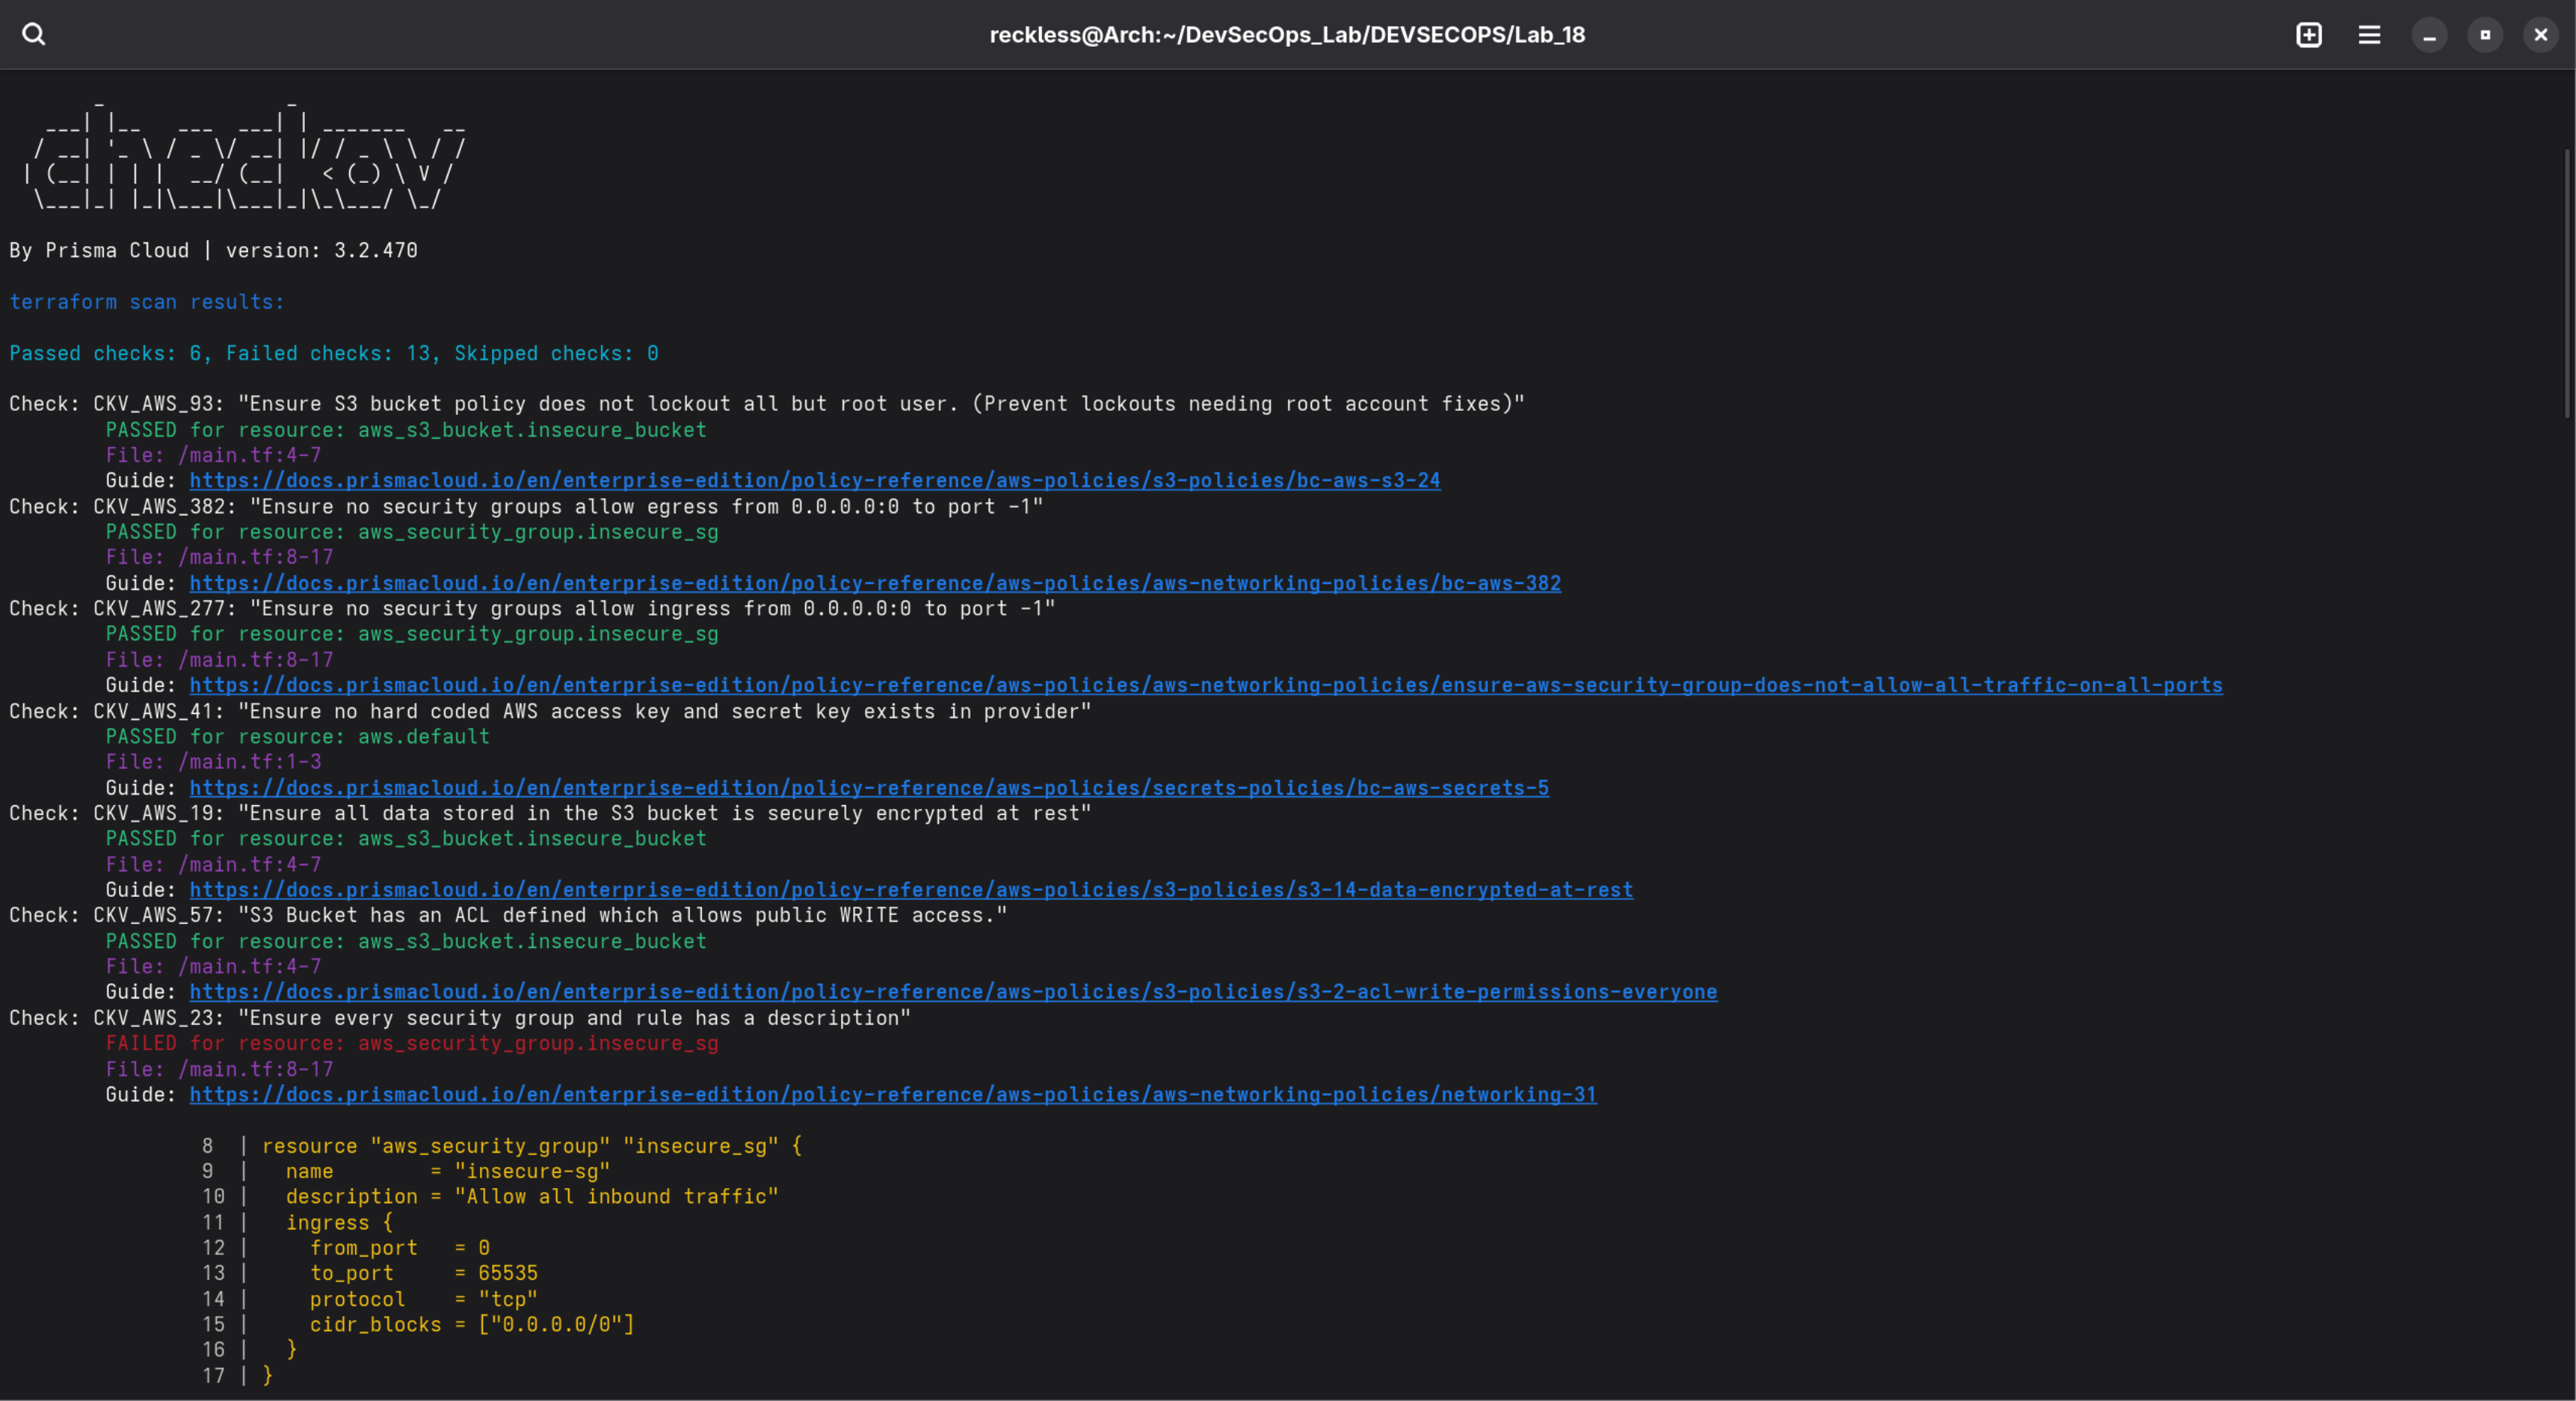 reckless@Arch:~/DevSecOps_Lab/DEVSECOPS/Lab_18
checkov
By Prisma Cloud | version: 3.2.470
terraform scan results:
Passed checks: 6, Failed checks: 13, Skipped checks: 0
Check: CKV_AWS_93: "Ensure S3 bucket policy does not lockout all but root user. (Prevent lockouts needing root account fixes)"
PASSED for resource: aws_s3_bucket.insecure_bucket
File: /main.tf:4-7
Guide: https://docs.prismacloud.io/en/enterprise-edition/policy-reference/aws-policies/s3-policies/bc-aws-s3-24
Check: CKV_AWS_382: "Ensure no security groups allow egress from 0.0.0.0:0 to port -1"
PASSED for resource: aws_security_group.insecure_sg
File: /main.tf:8-17
Guide: https://docs.prismacloud.io/en/enterprise-edition/policy-reference/aws-policies/aws-networking-policies/bc-aws-382
Check: CKV_AWS_277: "Ensure no security groups allow ingress from 0.0.0.0:0 to port -1"
PASSED for resource: aws_security_group.insecure_sg
File: /main.tf:8-17
Guide: https://docs.prismacloud.io/en/enterprise-edition/policy-reference/aws-policies/aws-networking-policies/ensure-aws-security-group-does-not-allow-all-traffic-on-all-ports
Check: CKV_AWS_41: "Ensure no hard coded AWS access key and secret key exists in provider"
PASSED for resource: aws.default
File: /main.tf:1-3
Guide: https://docs.prismacloud.io/en/enterprise-edition/policy-reference/aws-policies/secrets-policies/bc-aws-secrets-5
Check: CKV_AWS_19: "Ensure all data stored in the S3 bucket is securely encrypted at rest"
PASSED for resource: aws_s3_bucket.insecure_bucket
File: /main.tf:4-7
Guide: https://docs.prismacloud.io/en/enterprise-edition/policy-reference/aws-policies/s3-policies/s3-14-data-encrypted-at-rest
Check: CKV_AWS_57: "S3 Bucket has an ACL defined which allows public WRITE access."
PASSED for resource: aws_s3_bucket.insecure_bucket
File: /main.tf:4-7
Guide: https://docs.prismacloud.io/en/enterprise-edition/policy-reference/aws-policies/s3-policies/s3-2-acl-write-permissions-everyone
Check: CKV_AWS_23: "Ensure every security group and rule has a description"
FAILED for resource: aws_security_group.insecure_sg
File: /main.tf:8-17
Guide: https://docs.prismacloud.io/en/enterprise-edition/policy-reference/aws-policies/aws-networking-policies/networking-31
8 | resource "aws_security_group" "insecure_sg" {
9 | name = "insecure-sg"
10 | description = "Allow all inbound traffic"
11 | ingress {
12 | from_port = 0
13 | to_port = 65535
14 | protocol = "tcp"
15 | cidr_blocks = ["0.0.0.0/0"]
16 | }
17 | }